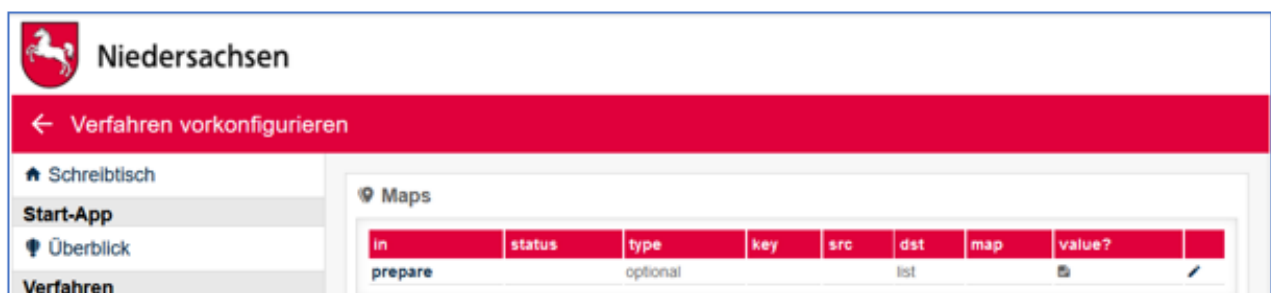 Niedersachsen
← Verfahren vorkonfigurieren
Schreibtisch
Start-App
Überblick
Verfahren
Maps
in status type key src dst map value?
prepare optional list